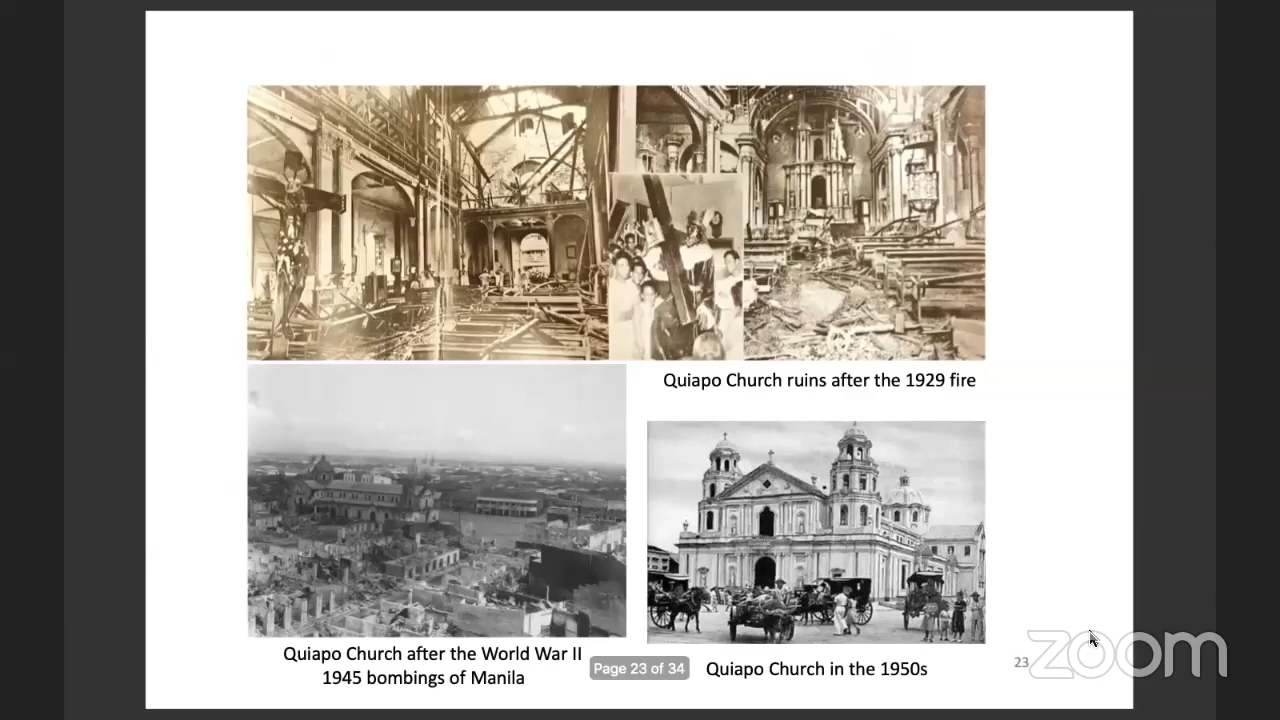 Quiapo Church ruins after the 1929 fire
Quiapo Church after the World War II
1945 bombings of Manila
Page 23 of 34
Quiapo Church in the 1950s
23
zoom